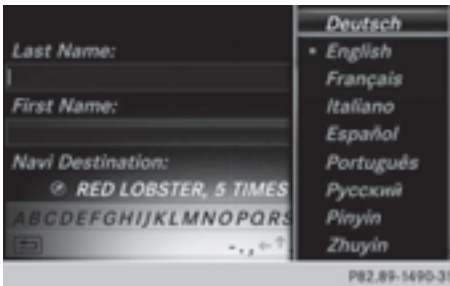 Last Name:
First Name:
Navi Destination:
RED LOBSTER, 5 TIMES
ABCDEFGHIJKLMNOPQRS
-.,←↑
Deutsch
• English
Français
Italiano
Español
Português
Русский
Pinyin
Zhuyin
P82.89-1490-31